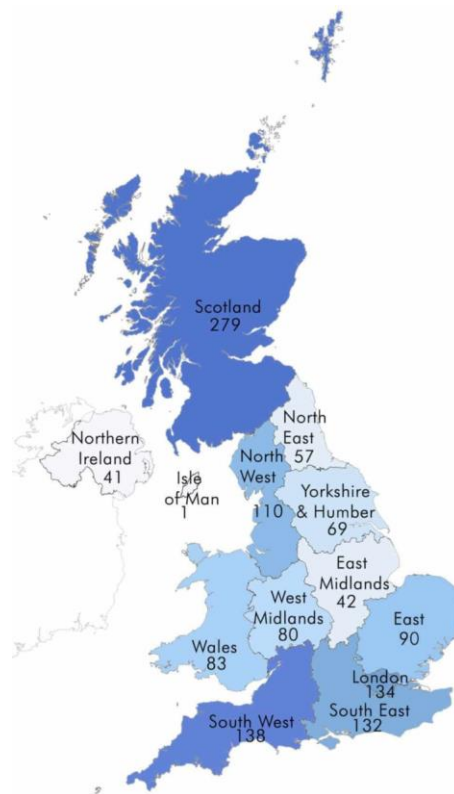 Scotland
279
North
East
57
Northern
Ireland
41
North
West
110
Isle
of Man
1
Yorkshire
& Humber
69
East
Midlands
42
West
Midlands
80
East
90
Wales
83
London
134
South East
132
South West
138